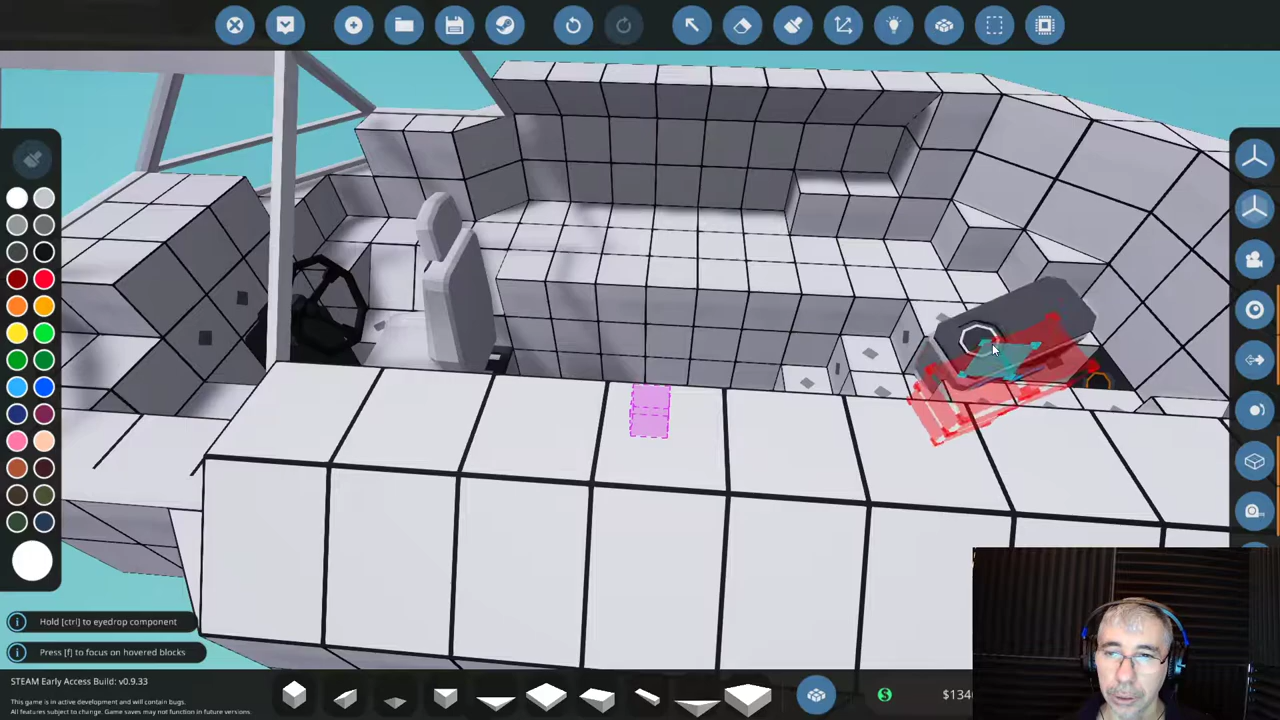 Hold [ctrl] to eyedrop component
Press [f] to focus on hovered blocks
STEAM Early Access Build: v0.9.33
This game is in active development and will contain bugs.
All features subject to change. Game saves may not function in future versions.